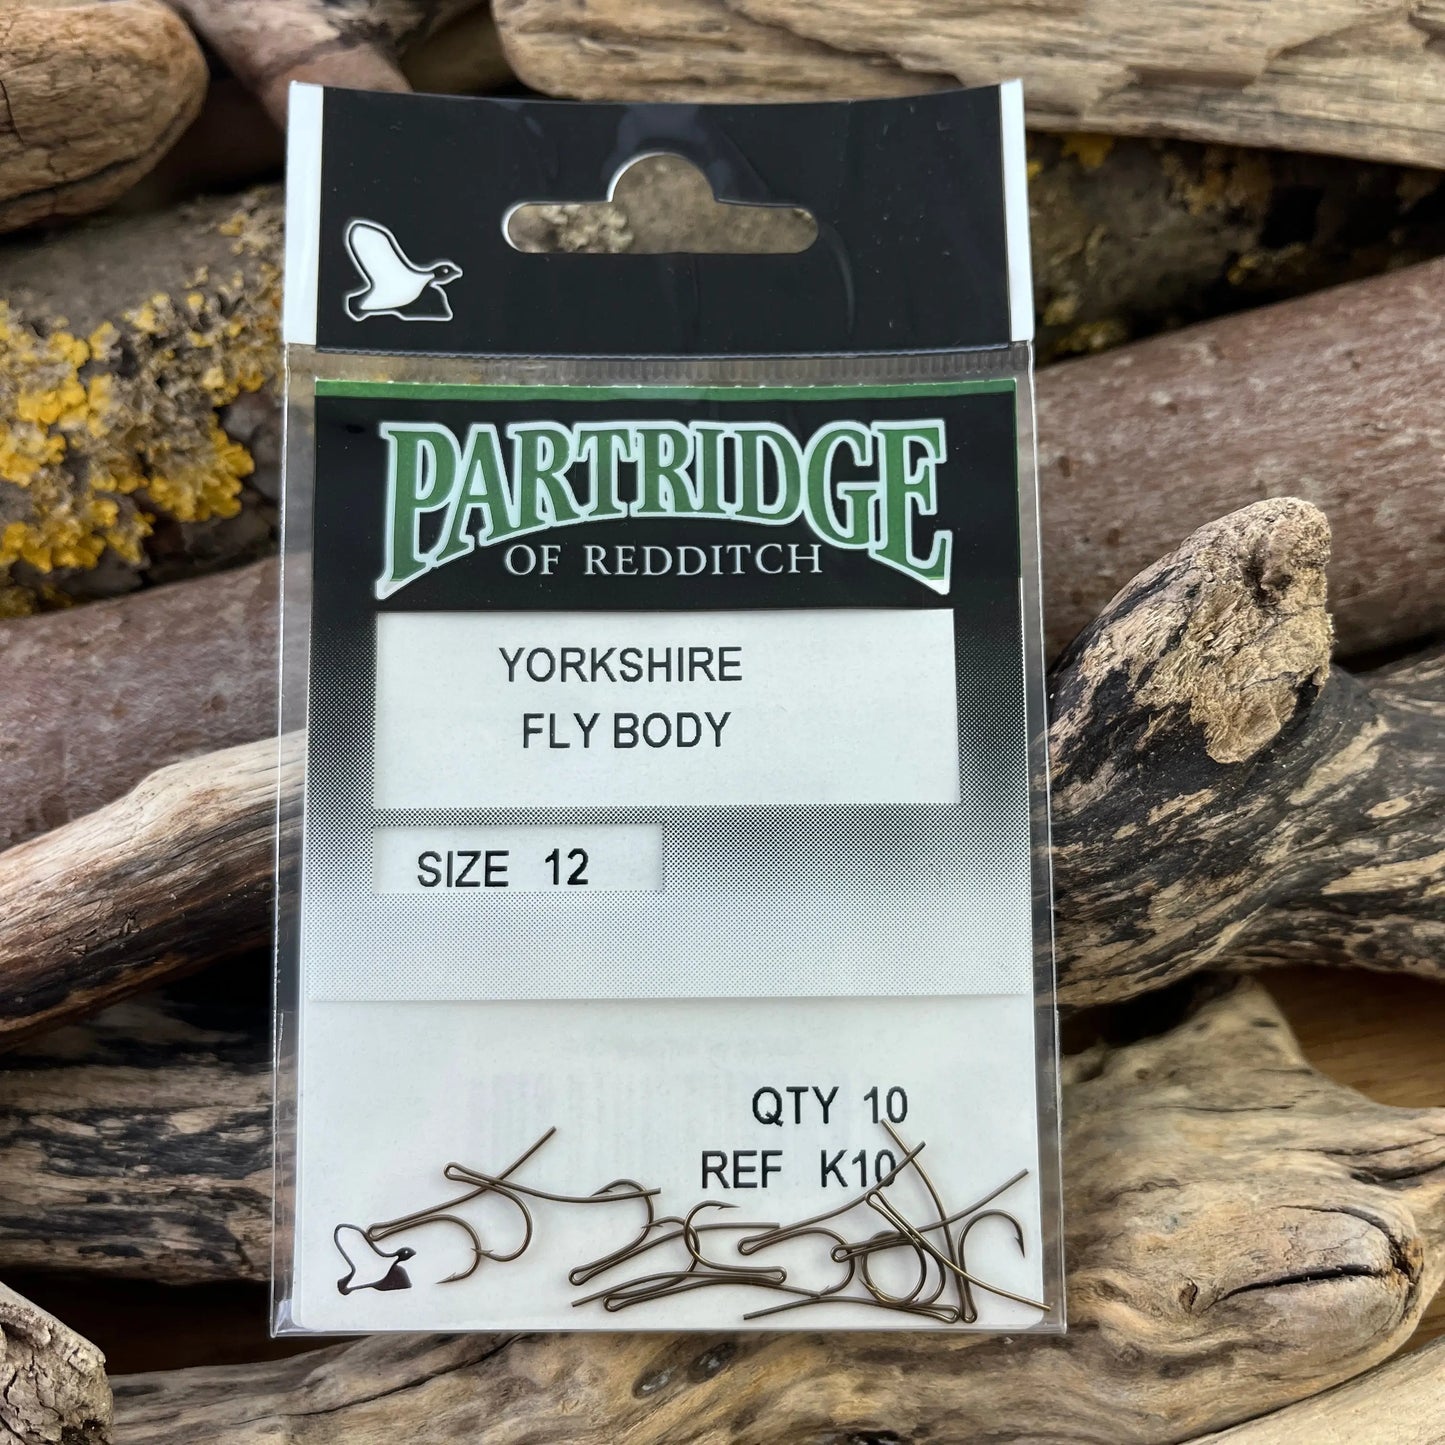 PARTRIDGE
OF REDDITCH
YORKSHIRE
FLY BODY
SIZE 12
QTY 10
REF K10